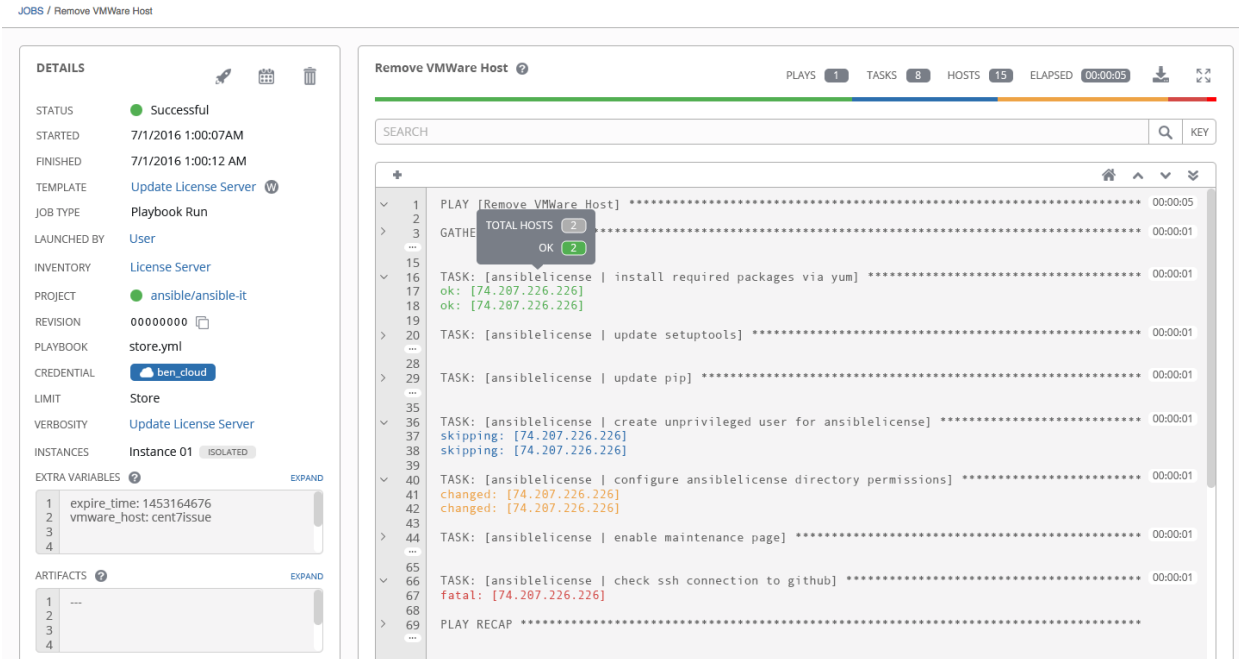 JOBS / Remove VMWare Host
DETAILS
STATUS Successful
STARTED 7/1/2016 1:00:07AM
FINISHED 7/1/2016 1:00:12 AM
TEMPLATE Update License Server W
JOB TYPE Playbook Run
LAUNCHED BY User
INVENTORY License Server
PROJECT ansible/ansible-it
REVISION 00000000
PLAYBOOK store.yml
CREDENTIAL ben_cloud
LIMIT Store
VERBOSITY Update License Server
INSTANCES Instance 01 ISOLATED
EXTRA VARIABLES ? EXPAND
1 expire_time: 1453164676
2 vmware_host: cent7issue
3
4
ARTIFACTS ? EXPAND
1 ---
2
3
4
Remove VMWare Host ? PLAYS 1 TASKS 8 HOSTS 15 ELAPSED 00:00:05
SEARCH KEY
1 PLAY [Remove VMWare Host] *********************************************************************** 00:00:05
2
TOTAL HOSTS 2
OK 2
3 GATHE **************************************************************************** 00:00:01
...
15
16 TASK: [ansiblelicense | install required packages via yum] ************************************** 00:00:01
17 ok: [74.207.226.226]
18 ok: [74.207.226.226]
19
20 TASK: [ansiblelicense | update setuptools] ****************************************************** 00:00:01
...
28
29 TASK: [ansiblelicense | update pip] ************************************************************* 00:00:01
...
35
36 TASK: [ansiblelicense | create unprivileged user for ansiblelicense] **************************** 00:00:01
37 skipping: [74.207.226.226]
38 skipping: [74.207.226.226]
39
40 TASK: [ansiblelicense | configure ansiblelicense directory permissions] ************************* 00:00:01
41 changed: [74.207.226.226]
42 changed: [74.207.226.226]
43
44 TASK: [ansiblelicense | enable maintenance page] ************************************************ 00:00:01
...
65
66 TASK: [ansiblelicense | check ssh connection to github] ***************************************** 00:00:01
67 fatal: [74.207.226.226]
68
69 PLAY RECAP **************************************************************************************
...